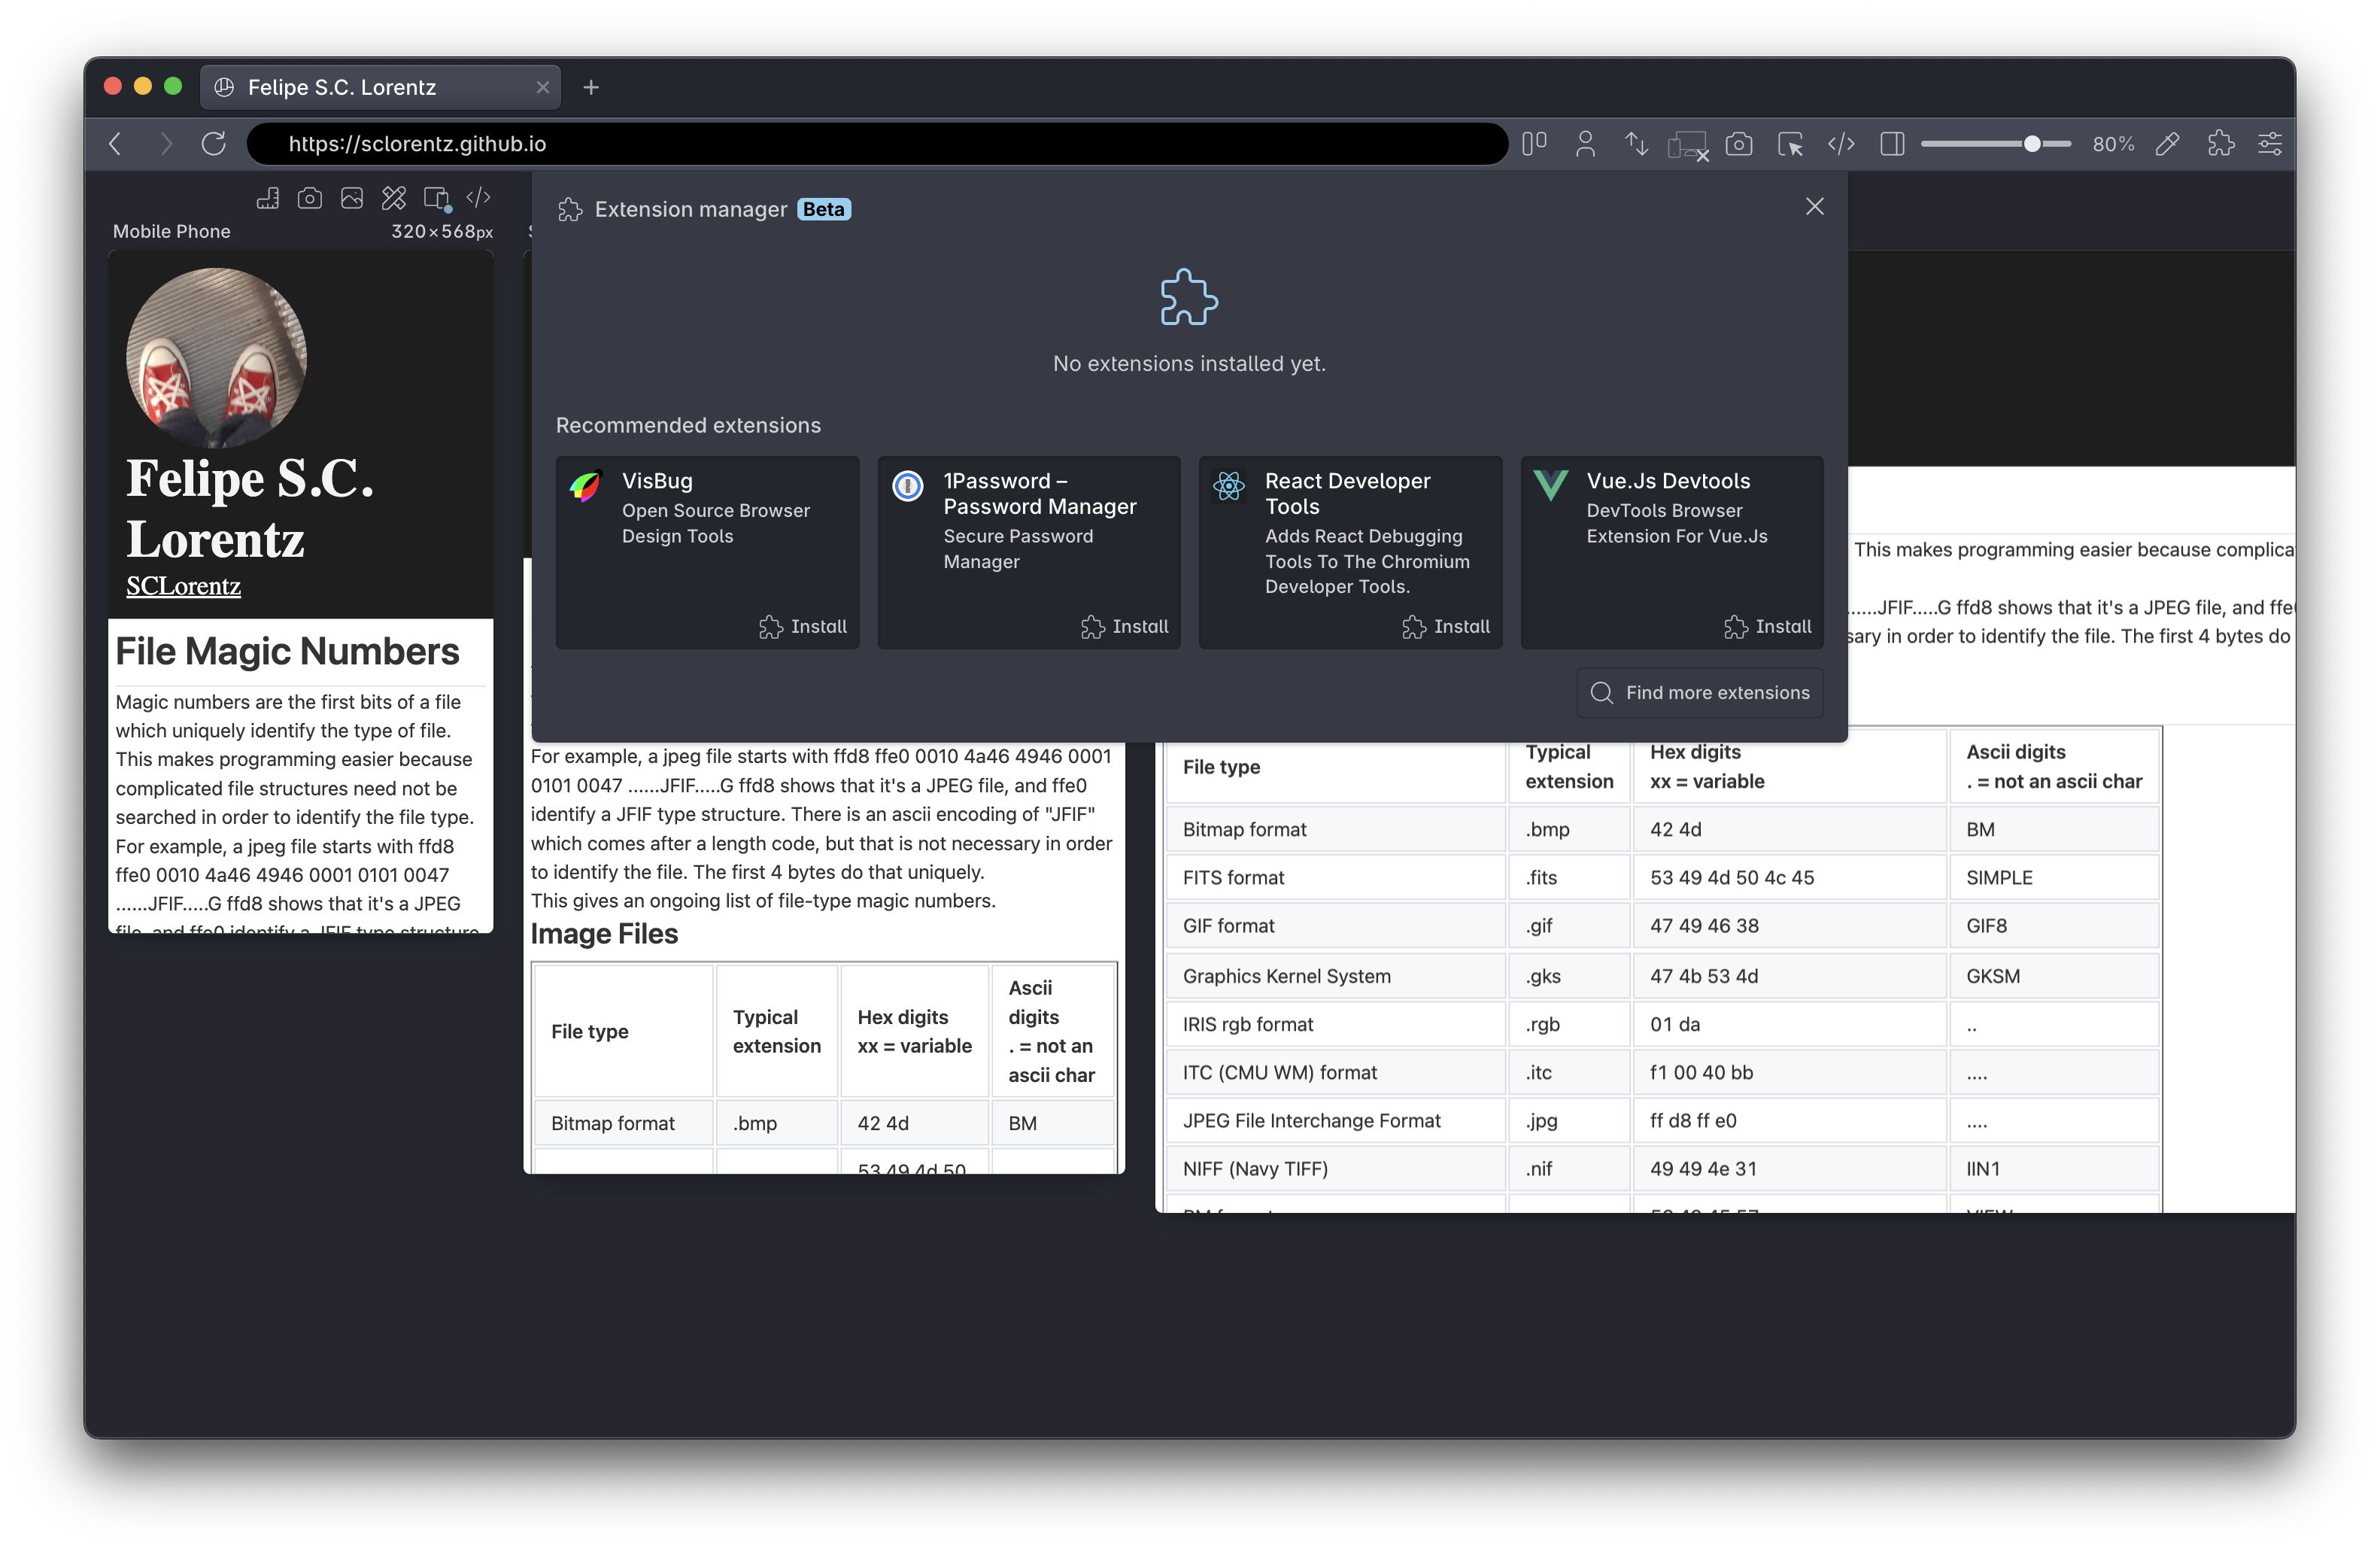 Felipe S.C. Lorentz
https://sclorentz.github.io
80%
Mobile Phone
320×568px
Felipe S.C.
Lorentz
SCLorentz
File Magic Numbers
Magic numbers are the first bits of a file
which uniquely identify the type of file.
This makes programming easier because
complicated file structures need not be
searched in order to identify the file type.
For example, a jpeg file starts with ffd8
ffe0 0010 4a46 4946 0001 0101 0047
......JFIF.....G ffd8 shows that it's a JPEG
file, and ffe0 identify a JFIF type structure
Extension manager Beta
No extensions installed yet.
Recommended extensions
VisBug
Open Source Browser
Design Tools
Install
1Password –
Password Manager
Secure Password
Manager
Install
React Developer
Tools
Adds React Debugging
Tools To The Chromium
Developer Tools.
Install
Vue.Js Devtools
DevTools Browser
Extension For Vue.Js
Install
Find more extensions
For example, a jpeg file starts with ffd8 ffe0 0010 4a46 4946 0001
0101 0047 ......JFIF.....G ffd8 shows that it's a JPEG file, and ffe0
identify a JFIF type structure. There is an ascii encoding of "JFIF"
which comes after a length code, but that is not necessary in order
to identify the file. The first 4 bytes do that uniquely.
This gives an ongoing list of file-type magic numbers.
Image Files
File type
Typical
extension
Hex digits
xx = variable
Ascii
digits
. = not an
ascii char
Bitmap format .bmp 42 4d BM
53 49 4d 50
This makes programming easier because complica
......JFIF.....G ffd8 shows that it's a JPEG file, and ffe
sary in order to identify the file. The first 4 bytes do
File type
Typical
extension
Hex digits
xx = variable
Ascii digits
. = not an ascii char
Bitmap format .bmp 42 4d BM
FITS format .fits 53 49 4d 50 4c 45 SIMPLE
GIF format .gif 47 49 46 38 GIF8
Graphics Kernel System .gks 47 4b 53 4d GKSM
IRIS rgb format .rgb 01 da ..
ITC (CMU WM) format .itc f1 00 40 bb ....
JPEG File Interchange Format .jpg ff d8 ff e0 ....
NIFF (Navy TIFF) .nif 49 49 4e 31 IIN1